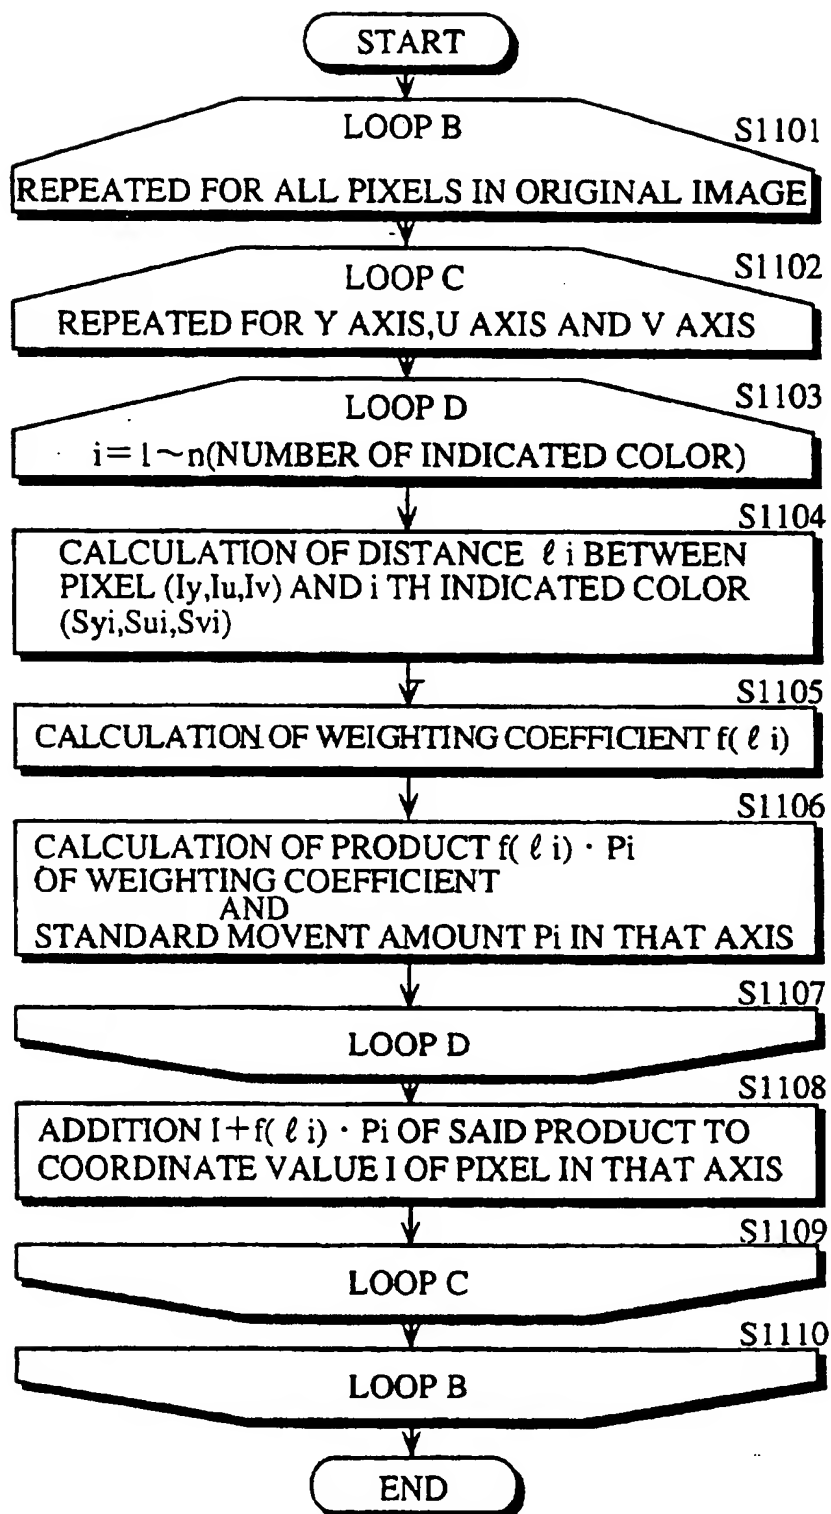 START
LOOP B
S1101
REPEATED FOR ALL PIXELS IN ORIGINAL IMAGE
LOOP C
S1102
REPEATED FOR Y AXIS,U AXIS AND V AXIS
LOOP D
S1103
i=1~n(NUMBER OF INDICATED COLOR)
S1104
CALCULATION OF DISTANCE ℓ i BETWEEN
PIXEL (Iy,Iu,Iv) AND i TH INDICATED COLOR
(Syi,Sui,Svi)
S1105
CALCULATION OF WEIGHTING COEFFICIENT f( ℓ i)
S1106
CALCULATION OF PRODUCT f( ℓ i) · Pi
OF WEIGHTING COEFFICIENT
AND
STANDARD MOVENT AMOUNT Pi IN THAT AXIS
S1107
LOOP D
S1108
ADDITION I+f( ℓ i) · Pi OF SAID PRODUCT TO
COORDINATE VALUE I OF PIXEL IN THAT AXIS
S1109
LOOP C
S1110
LOOP B
END